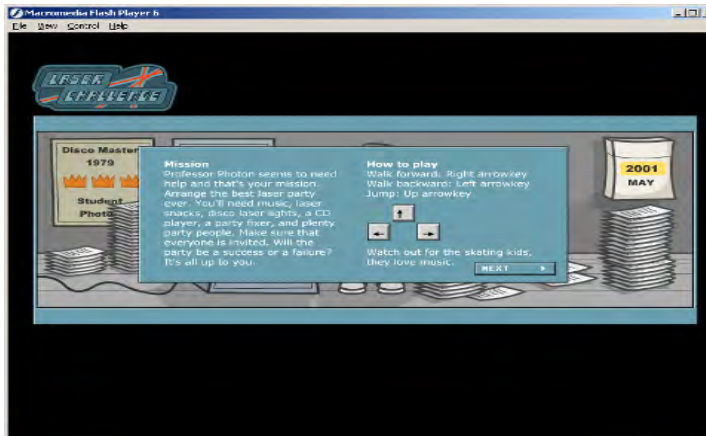 Macromedia Flash Player 6
File View Control Help
LASER
CHALLENGE
Disco Master
1979
Student
Photo
Mission
Professor Photon seems to need
help and that's your mission.
Arrange the best laser party
ever. You'll need music, laser
snacks, disco laser lights, a CD
player, a party fixer, and plenty
party people. Make sure that
everyone is invited. Will the
party be a success or a failure?
It's all up to you.
How to play
Walk forward: Right arrowkey
Walk backward: Left arrowkey
Jump: Up arrowkey
Watch out for the skating kids,
they love music.
NEXT
2001
MAY